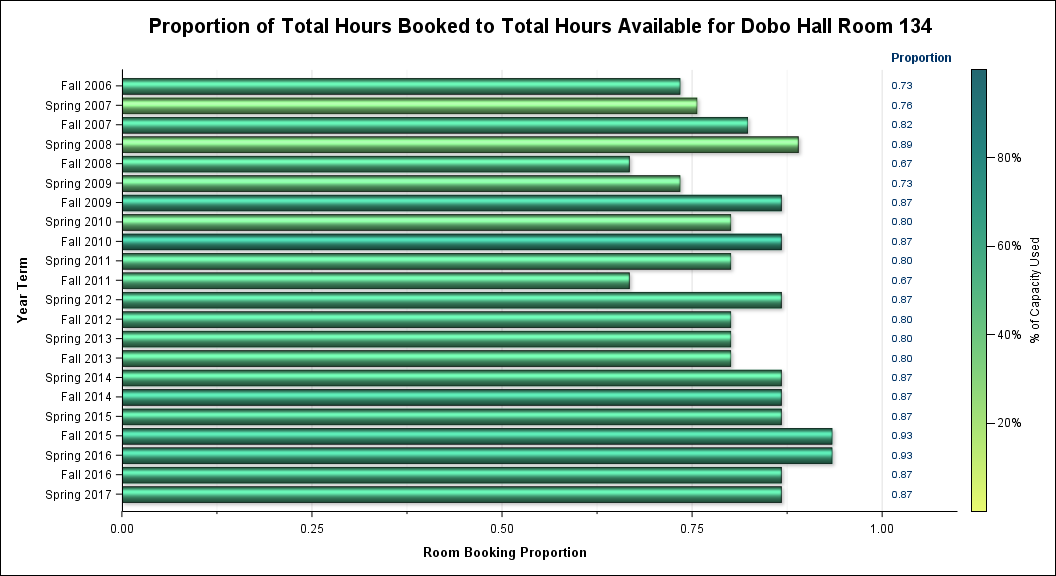 Proportion of Total Hours Booked to Total Hours Available for Dobo Hall Room 134
Proportion
Fall 2006 0.73
Spring 2007 0.76
Fall 2007 0.82
Spring 2008 0.89
Fall 2008 0.67
Spring 2009 0.73
Fall 2009 0.87
Spring 2010 0.80
Fall 2010 0.87
Spring 2011 0.80
Fall 2011 0.67
Spring 2012 0.87
Fall 2012 0.80
Spring 2013 0.80
Fall 2013 0.80
Spring 2014 0.87
Fall 2014 0.87
Spring 2015 0.87
Fall 2015 0.93
Spring 2016 0.93
Fall 2016 0.87
Spring 2017 0.87
Year Term
0.00 0.25 0.50 0.75 1.00
Room Booking Proportion
80%
60%
40%
20%
% of Capacity Used